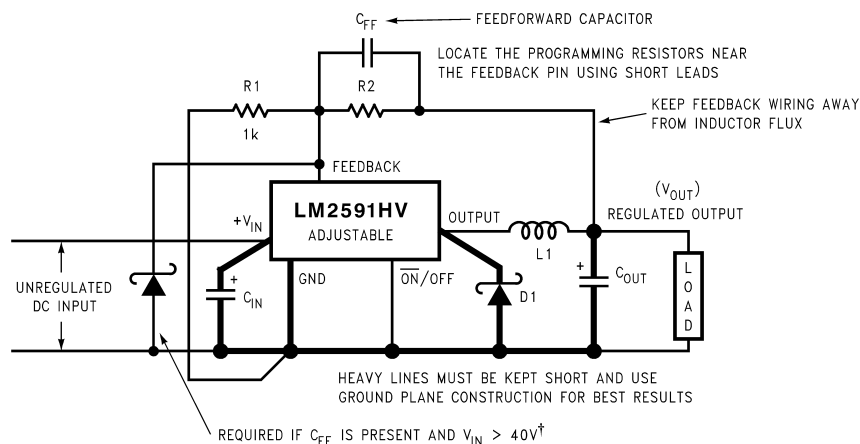 CFF
FEEDFORWARD CAPACITOR
LOCATE THE PROGRAMMING RESISTORS NEAR
THE FEEDBACK PIN USING SHORT LEADS
R1
1k
R2
KEEP FEEDBACK WIRING AWAY
FROM INDUCTOR FLUX
FEEDBACK
LM2591HV
ADJUSTABLE
+VIN
OUTPUT
(VOUT)
REGULATED OUTPUT
L1
UNREGULATED
DC INPUT
+
CIN
GND
ON/OFF
D1
+
COUT
LOAD
HEAVY LINES MUST BE KEPT SHORT AND USE
GROUND PLANE CONSTRUCTION FOR BEST RESULTS
REQUIRED IF CFF IS PRESENT AND VIN > 40V†